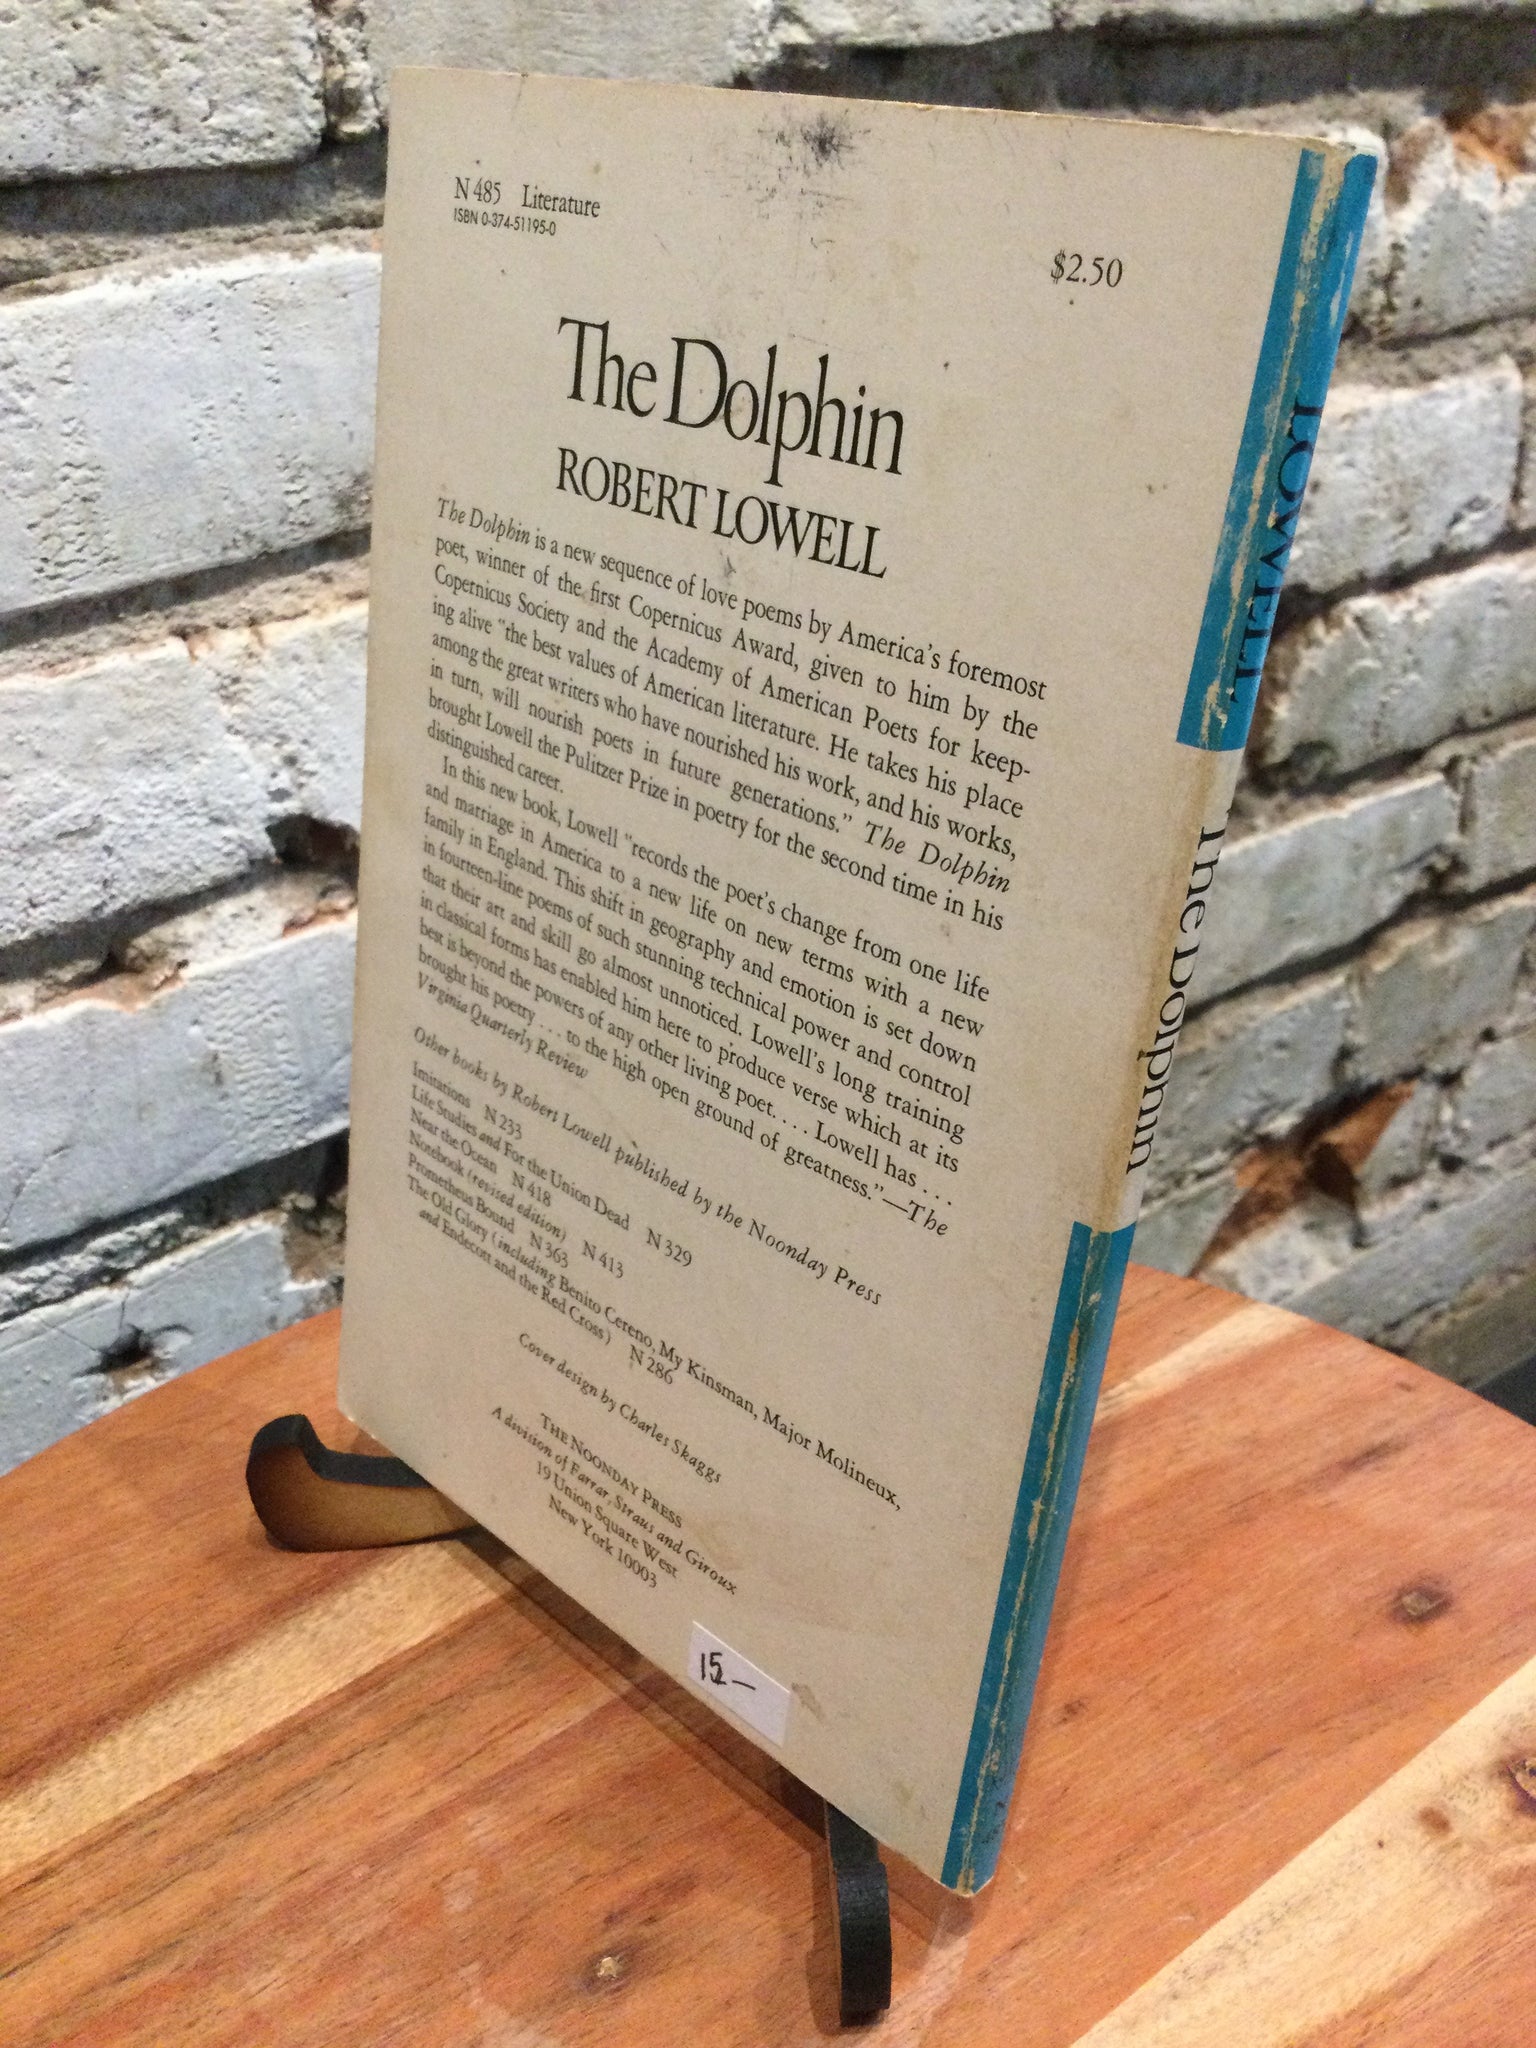 N 485 Literature
ISBN 0-374-51195-0
$2.50
The Dolphin
ROBERT LOWELL
The Dolphin is a new sequence of love poems by America's foremost
poet, winner of the first Copernicus Award, given to him by the
Copernicus Society and the Academy of American Poets for keep-
ing alive "the best values of American literature. He takes his place
among the great writers who have nourished his work, and his works,
in turn, will nourish poets in future generations." The Dolphin
brought Lowell the Pulitzer Prize in poetry for the second time in his
distinguished career.
In this new book, Lowell "records the poet's change from one life
and marriage in America to a new life on new terms with a new
family in England. This shift in geography and emotion is set down
in fourteen-line poems of such stunning technical power and control
that their art and skill go almost unnoticed. Lowell's long training
in classical forms has enabled him here to produce verse which at its
best is beyond the powers of any other living poet. . . . Lowell has . . .
brought his poetry . . . to the high open ground of greatness."—The
Virginia Quarterly Review
Other books by Robert Lowell published by the Noonday Press
Imitations N 233
Life Studies and For the Union Dead N 329
Near the Ocean N 418
Notebook (revised edition) N 413
Prometheus Bound N 363
The Old Glory (including Benito Cereno, My Kinsman, Major Molineux,
and Endecott and the Red Cross) N 286
Cover design by Charles Skaggs
THE NOONDAY PRESS
A division of Farrar, Straus and Giroux
19 Union Square West
New York 10003
15—
LOWELL The Dolphin